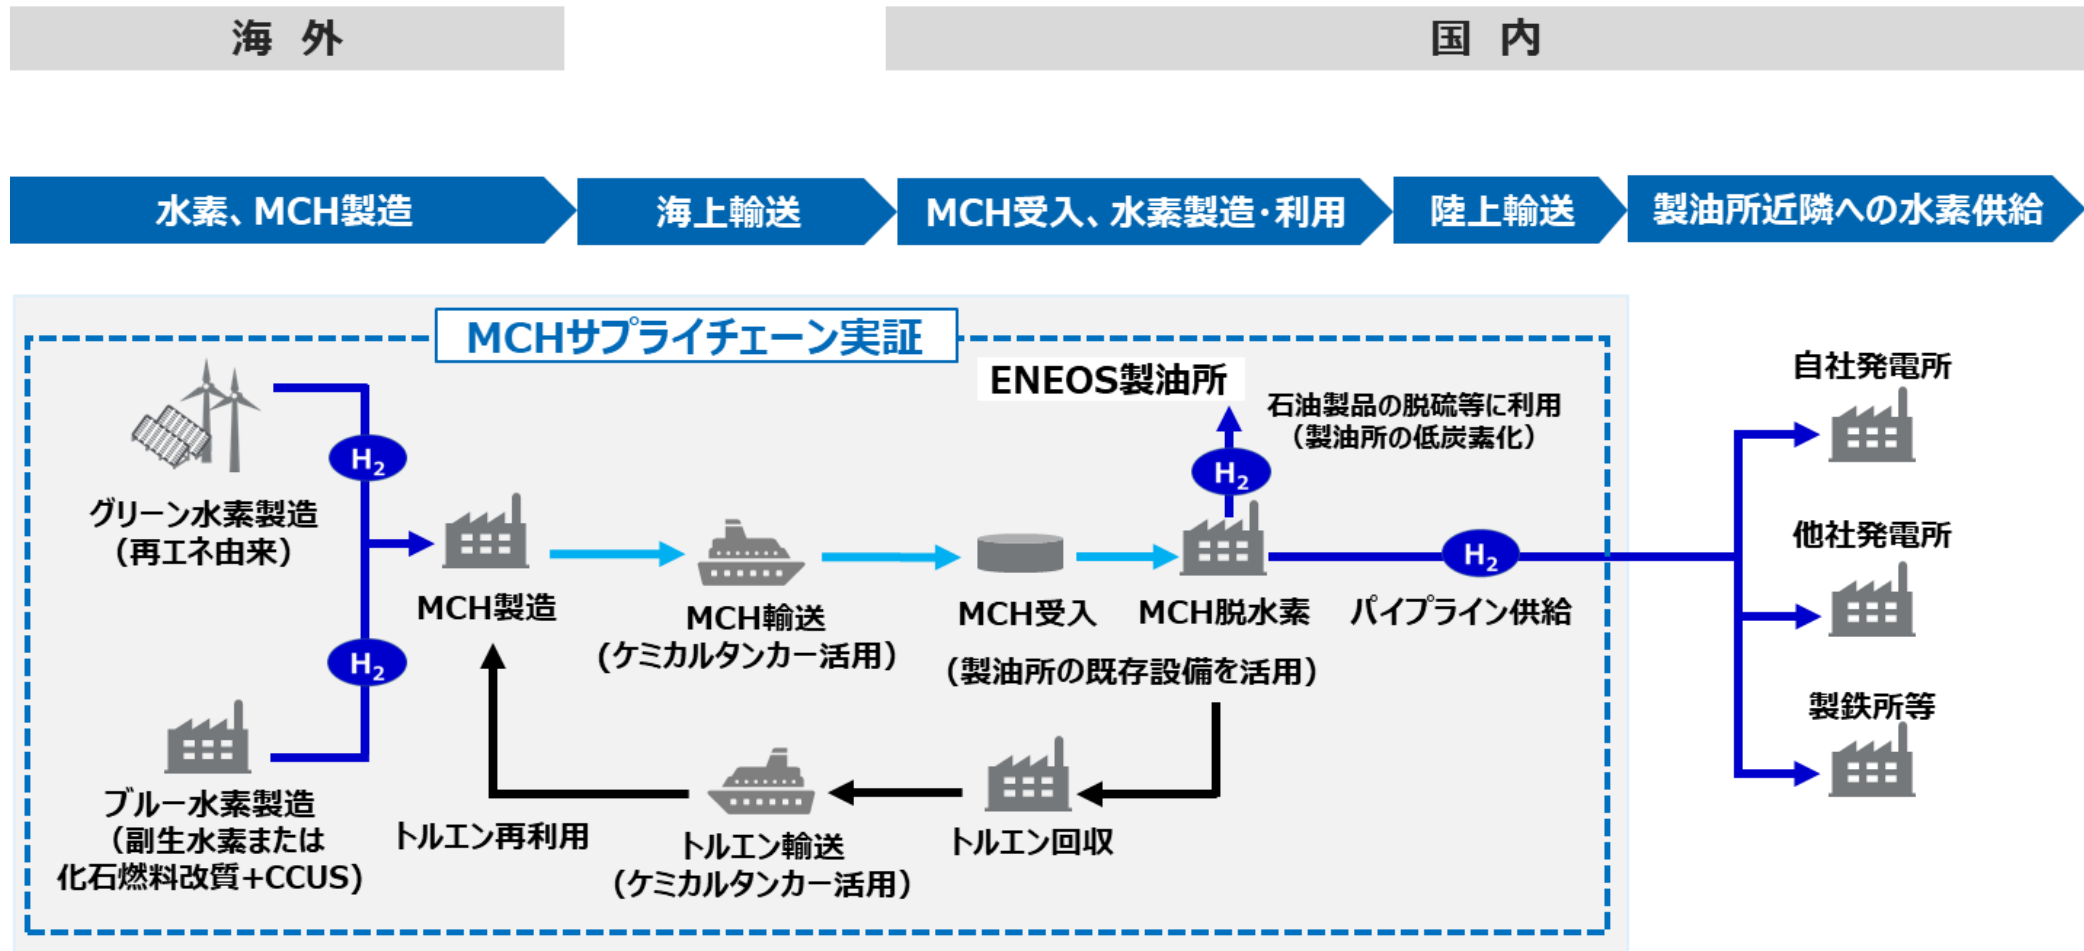 海 外
国 内
水素、MCH製造
海上輸送
MCH受入、水素製造・利用
陸上輸送
製油所近隣への水素供給
MCHサプライチェーン実証
ENEOS製油所
石油製品の脱硫等に利用
（製油所の低炭素化）
H₂
H₂
グリーン水素製造
（再エネ由来）
MCH製造
MCH輸送
（ケミカルタンカー活用）
MCH受入
MCH脱水素
（製油所の既存設備を活用）
H₂
パイプライン供給
H₂
ブルー水素製造
（副生水素または
化石燃料改質+CCUS）
トルエン再利用
トルエン輸送
（ケミカルタンカー活用）
トルエン回収
自社発電所
他社発電所
製鉄所等